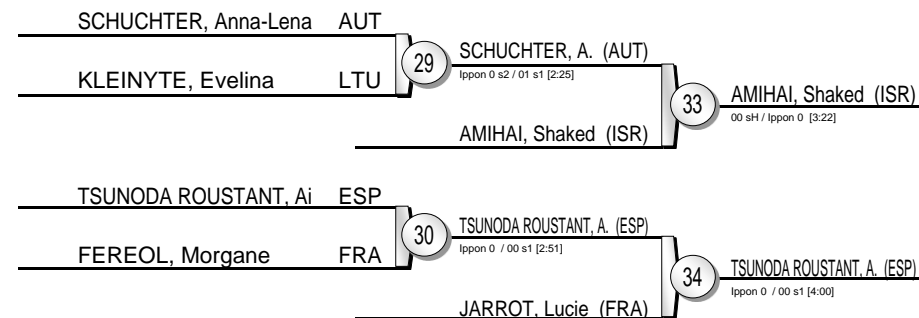 SCHUCHTER, Anna-Lena AUT
KLEINYTE, Evelina LTU
29
SCHUCHTER, A. (AUT)
Ippon 0 s2 / 01 s1 [2:25]
AMIHAI, Shaked (ISR)
33
AMIHAI, Shaked (ISR)
00 sH / Ippon 0 [3:22]
TSUNODA ROUSTANT, Ai ESP
FEREOL, Morgane FRA
30
TSUNODA ROUSTANT, A. (ESP)
Ippon 0 / 00 s1 [2:51]
JARROT, Lucie (FRA)
34
TSUNODA ROUSTANT, A. (ESP)
Ippon 0 / 00 s1 [4:00]